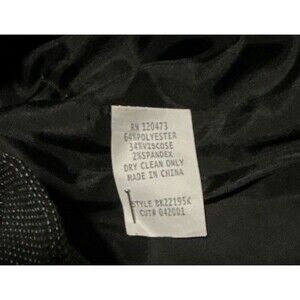 RN 120473
64%POLYESTER
34%VISCOSE
2%SPANDEX
DRY CLEAN ONLY
MADE IN CHINA
STYLE BK22195K
CUT# 042001